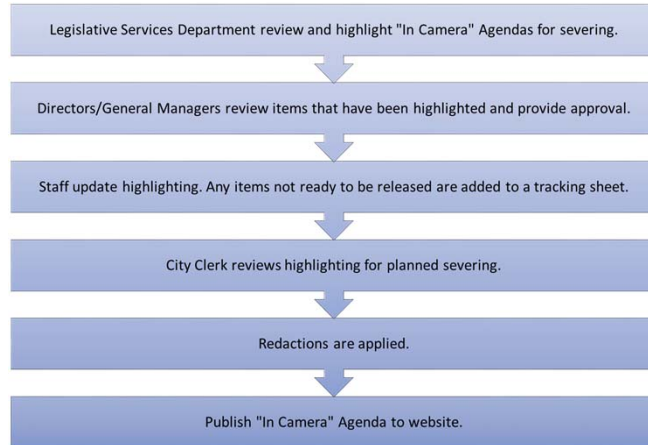 Legislative Services Department review and highlight "In Camera" Agendas for severing.
Directors/General Managers review items that have been highlighted and provide approval.
Staff update highlighting. Any items not ready to be released are added to a tracking sheet.
City Clerk reviews highlighting for planned severing.
Redactions are applied.
Publish "In Camera" Agenda to website.